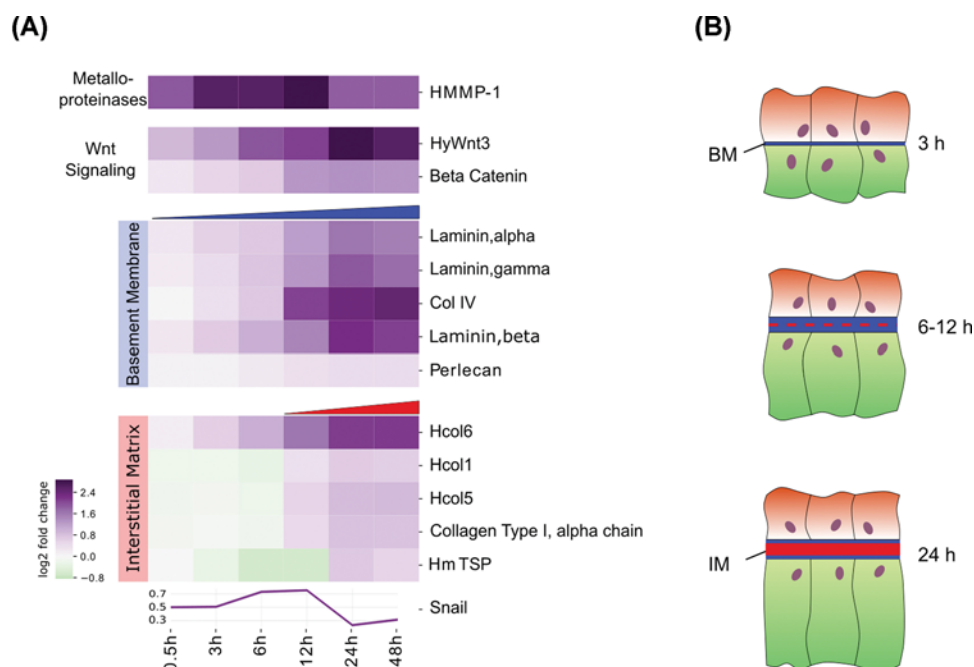 (A)
Metallo-
proteinases
HMMP-1
Wnt
Signaling
HyWnt3
Beta Catenin
Basement Membrane
Laminin,alpha
Laminin,gamma
Col IV
Laminin,beta
Perlecan
Interstitial Matrix
Hcol6
Hcol1
Hcol5
Collagen Type I, alpha chain
Hm TSP
log2 fold change
2.4
1.6
0.8
0.0
−0.8
0.7
0.5
0.3
Snail
0.5h
3h
6h
12h
24h
48h
(B)
BM
3 h
6-12 h
IM
24 h